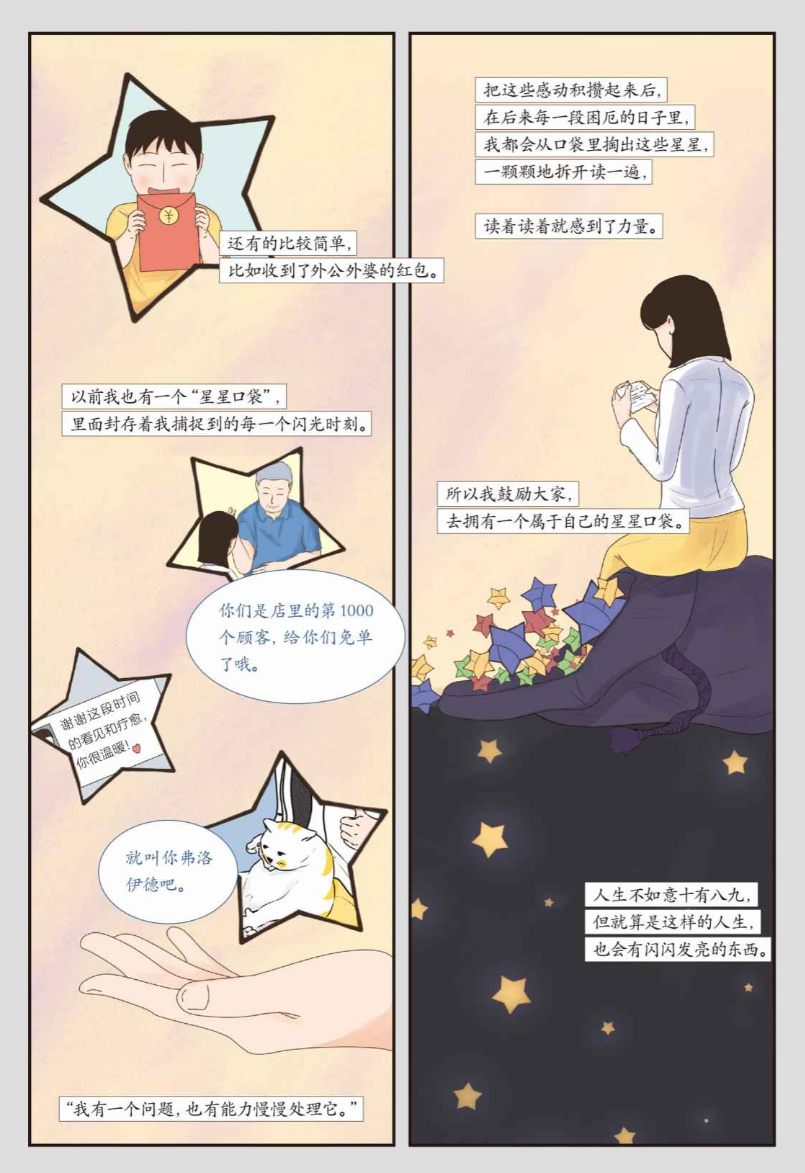 还有的比较简单，
比如收到了外公外婆的红包。
以前我也有一个“星星口袋”，
里面封存着我捕捉到的每一个闪光时刻。
你们是店里的第1000
个顾客，给你们免单
了哦。
谢谢这段时间
的看见和疗愈，
你很温暖！
就叫你弗洛
伊德吧。
“我有一个问题，也有能力慢慢处理它。”
把这些感动积攒起来后，
在后来每一段困厄的日子里，
我都会从口袋里掏出这些星星，
一颗颗地拆开读一遍，
读着读着就感到了力量。
所以我鼓励大家，
去拥有一个属于自己的星星口袋。
人生不如意十有八九，
但就算是这样的人生，
也会有闪闪发亮的东西。